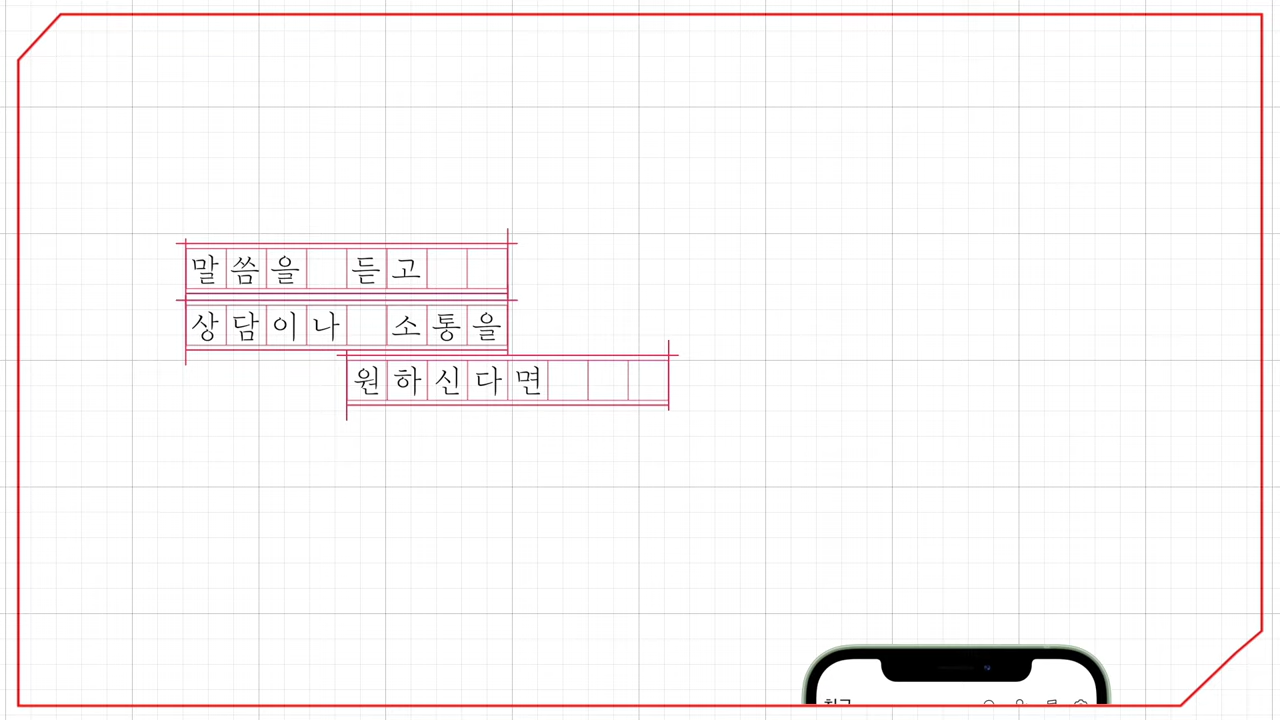 말씀을 듣고
상담이나 소통을
원하신다면